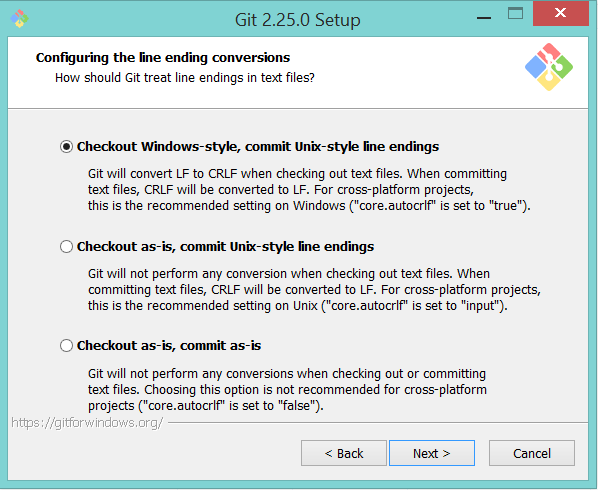 Git 2.25.0 Setup
Configuring the line ending conversions
How should Git treat line endings in text files?
Checkout Windows-style, commit Unix-style line endings
Git will convert LF to CRLF when checking out text files. When committing
text files, CRLF will be converted to LF. For cross-platform projects,
this is the recommended setting on Windows ("core.autocrlf" is set to "true").
Checkout as-is, commit Unix-style line endings
Git will not perform any conversion when checking out text files. When
committing text files, CRLF will be converted to LF. For cross-platform projects,
this is the recommended setting on Unix ("core.autocrlf" is set to "input").
Checkout as-is, commit as-is
Git will not perform any conversions when checking out or committing
text files. Choosing this option is not recommended for cross-platform
projects ("core.autocrlf" is set to "false").
https://gitforwindows.org/
< Back Next > Cancel